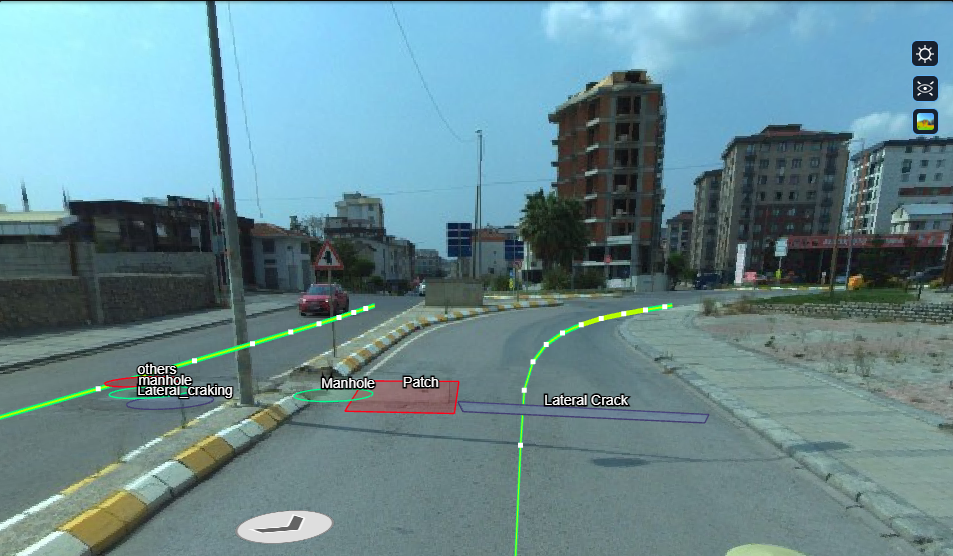 others
manhole
Lateral_craking
Manhole
Patch
Lateral Crack